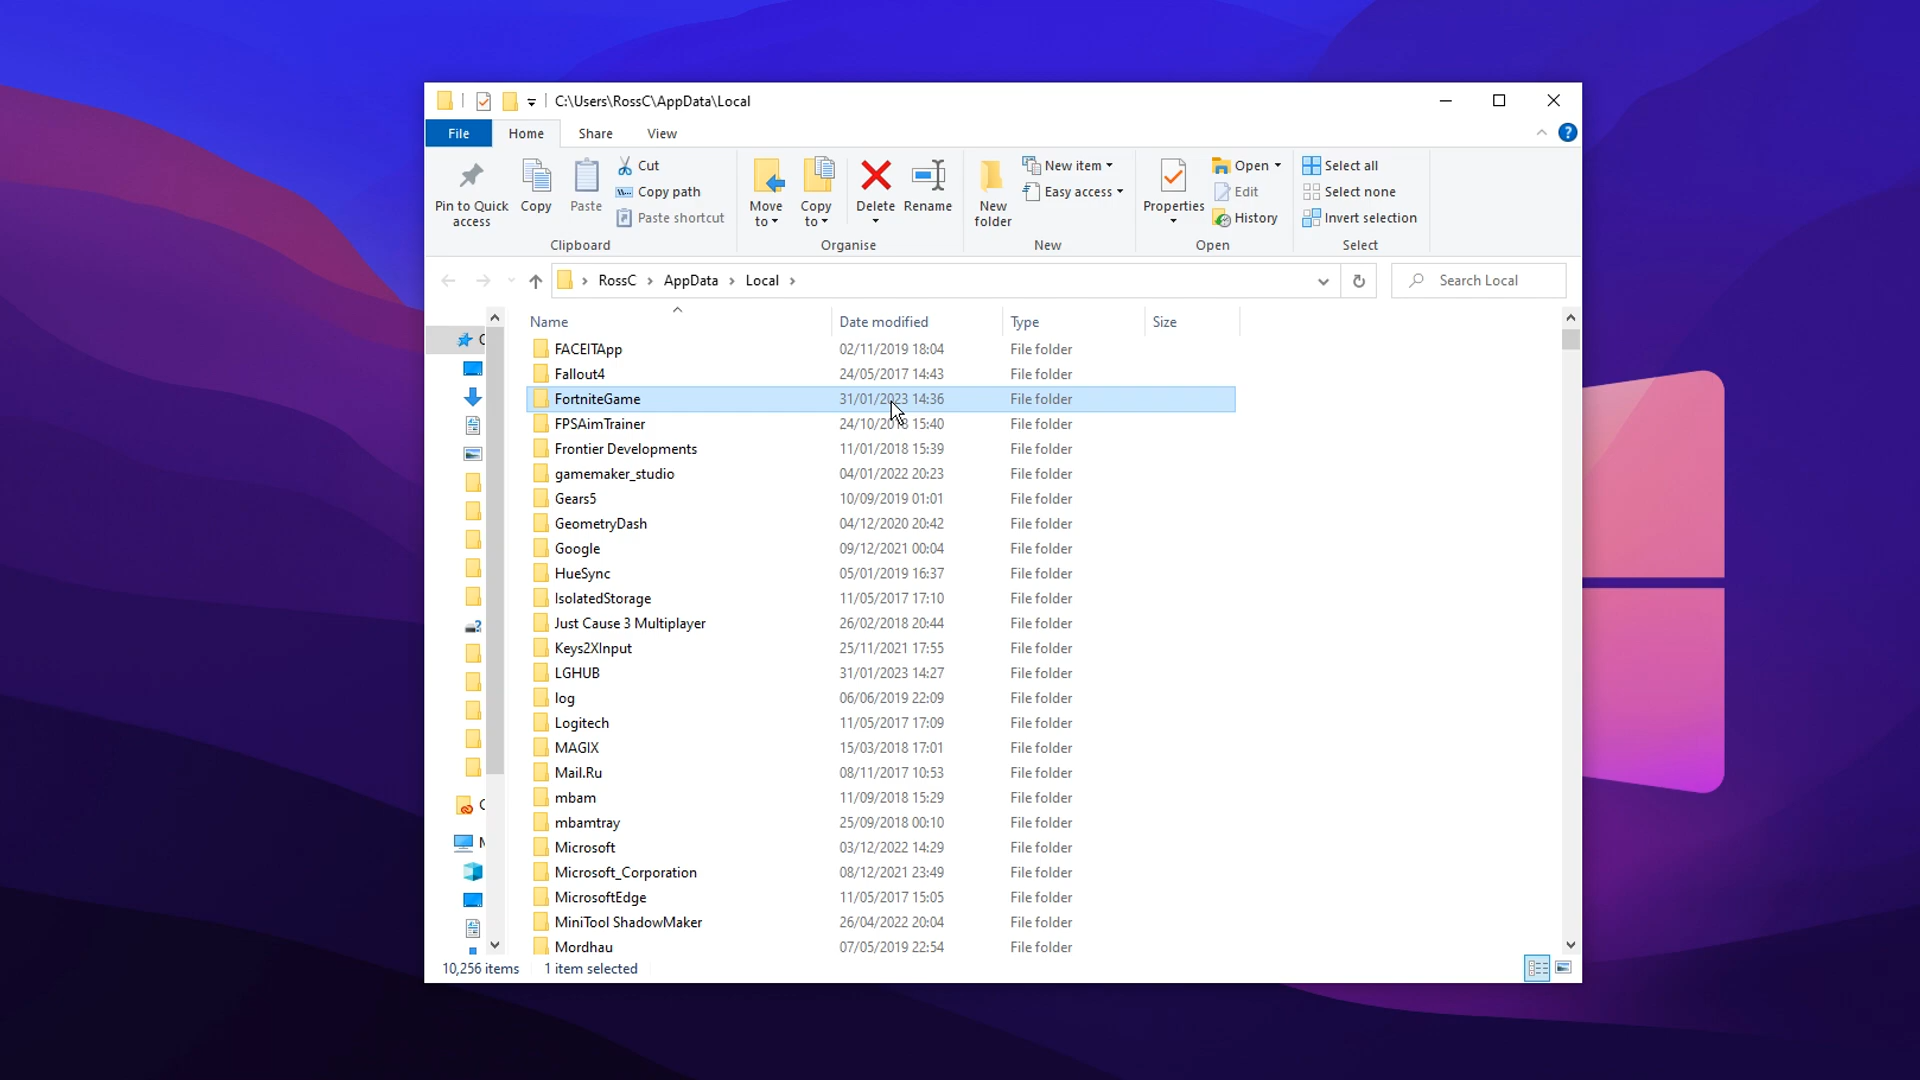 C:\Users\RossC\AppData\Local
File Home Share View
Pin to Quick access
Copy
Paste
Cut
Copy path
Paste shortcut
Clipboard
Move to
Copy to
Delete
Rename
Organise
New folder
New item
Easy access
New
Properties
Open
Edit
History
Open
Select all
Select none
Invert selection
Select
RossC > AppData > Local >
Search Local
Name Date modified Type Size
FACEITApp 02/11/2019 18:04 File folder
Fallout4 24/05/2017 14:43 File folder
FortniteGame 31/01/2023 14:36 File folder
FPSAimTrainer 24/10/2018 15:40 File folder
Frontier Developments 11/01/2018 15:39 File folder
gamemaker_studio 04/01/2022 20:23 File folder
Gears5 10/09/2019 01:01 File folder
GeometryDash 04/12/2020 20:42 File folder
Google 09/12/2021 00:04 File folder
HueSync 05/01/2019 16:37 File folder
IsolatedStorage 11/05/2017 17:10 File folder
Just Cause 3 Multiplayer 26/02/2018 20:44 File folder
Keys2XInput 25/11/2021 17:55 File folder
LGHUB 31/01/2023 14:27 File folder
log 06/06/2019 22:09 File folder
Logitech 11/05/2017 17:09 File folder
MAGIX 15/03/2018 17:01 File folder
Mail.Ru 08/11/2017 10:53 File folder
mbam 11/09/2018 15:29 File folder
mbamtray 25/09/2018 00:10 File folder
Microsoft 03/12/2022 14:29 File folder
Microsoft_Corporation 08/12/2021 23:49 File folder
MicrosoftEdge 11/05/2017 15:05 File folder
MiniTool ShadowMaker 26/04/2022 20:04 File folder
Mordhau 07/05/2019 22:54 File folder
10,256 items 1 item selected